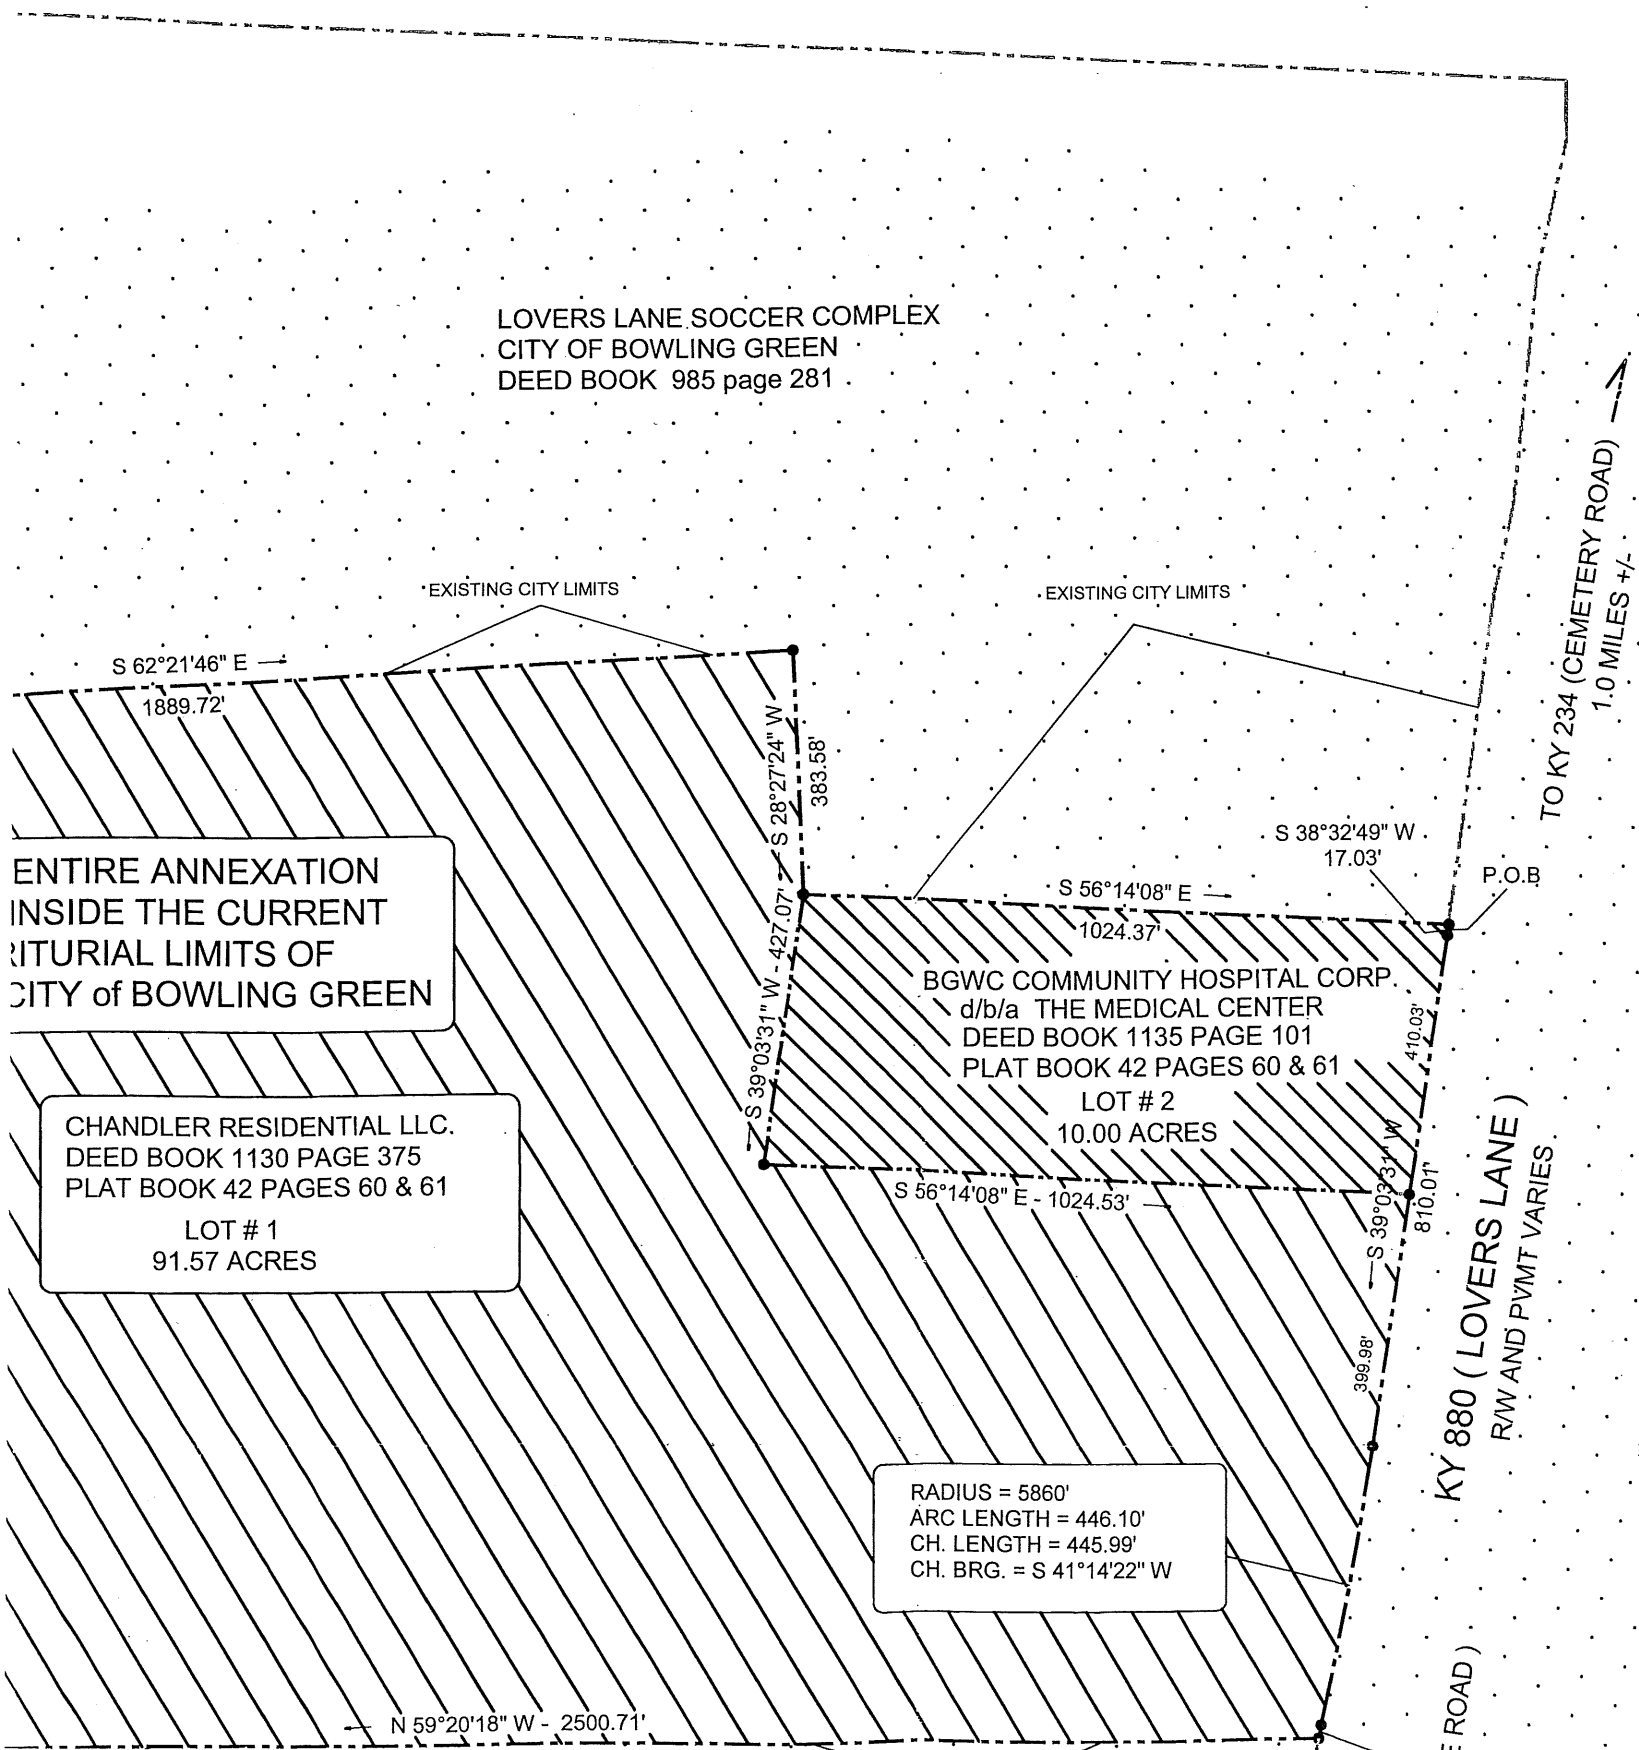 LOVERS LANE SOCCER COMPLEX
CITY OF BOWLING GREEN
DEED BOOK 985 page 281
TO KY 234 (CEMETERY ROAD)
1.0 MILES +/-
EXISTING CITY LIMITS
EXISTING CITY LIMITS
S 62°21'46" E
1889.72'
S 28°27'24" W
383.58'
S 38°32'49" W
17.03'
P.O.B
S 56°14'08" E
1024.37'
ENTIRE ANNEXATION
INSIDE THE CURRENT
RITURIAL LIMITS OF
CITY of BOWLING GREEN
S 39°03'31" W - 427.07'
BGWC COMMUNITY HOSPITAL CORP.
d/b/a THE MEDICAL CENTER
DEED BOOK 1135 PAGE 101
PLAT BOOK 42 PAGES 60 & 61
LOT # 2
10.00 ACRES
410.03'
CHANDLER RESIDENTIAL LLC.
DEED BOOK 1130 PAGE 375
PLAT BOOK 42 PAGES 60 & 61
LOT # 1
91.57 ACRES
S 56°14'08" E - 1024.53'
S 39°03'31" W
810.01'
399.98'
KY 880 ( LOVERS LANE )
R/W AND PVMT VARIES
RADIUS = 5860'
ARC LENGTH = 446.10'
CH. LENGTH = 445.99'
CH. BRG. = S 41°14'22" W
N 59°20'18" W - 2500.71'
E ROAD )